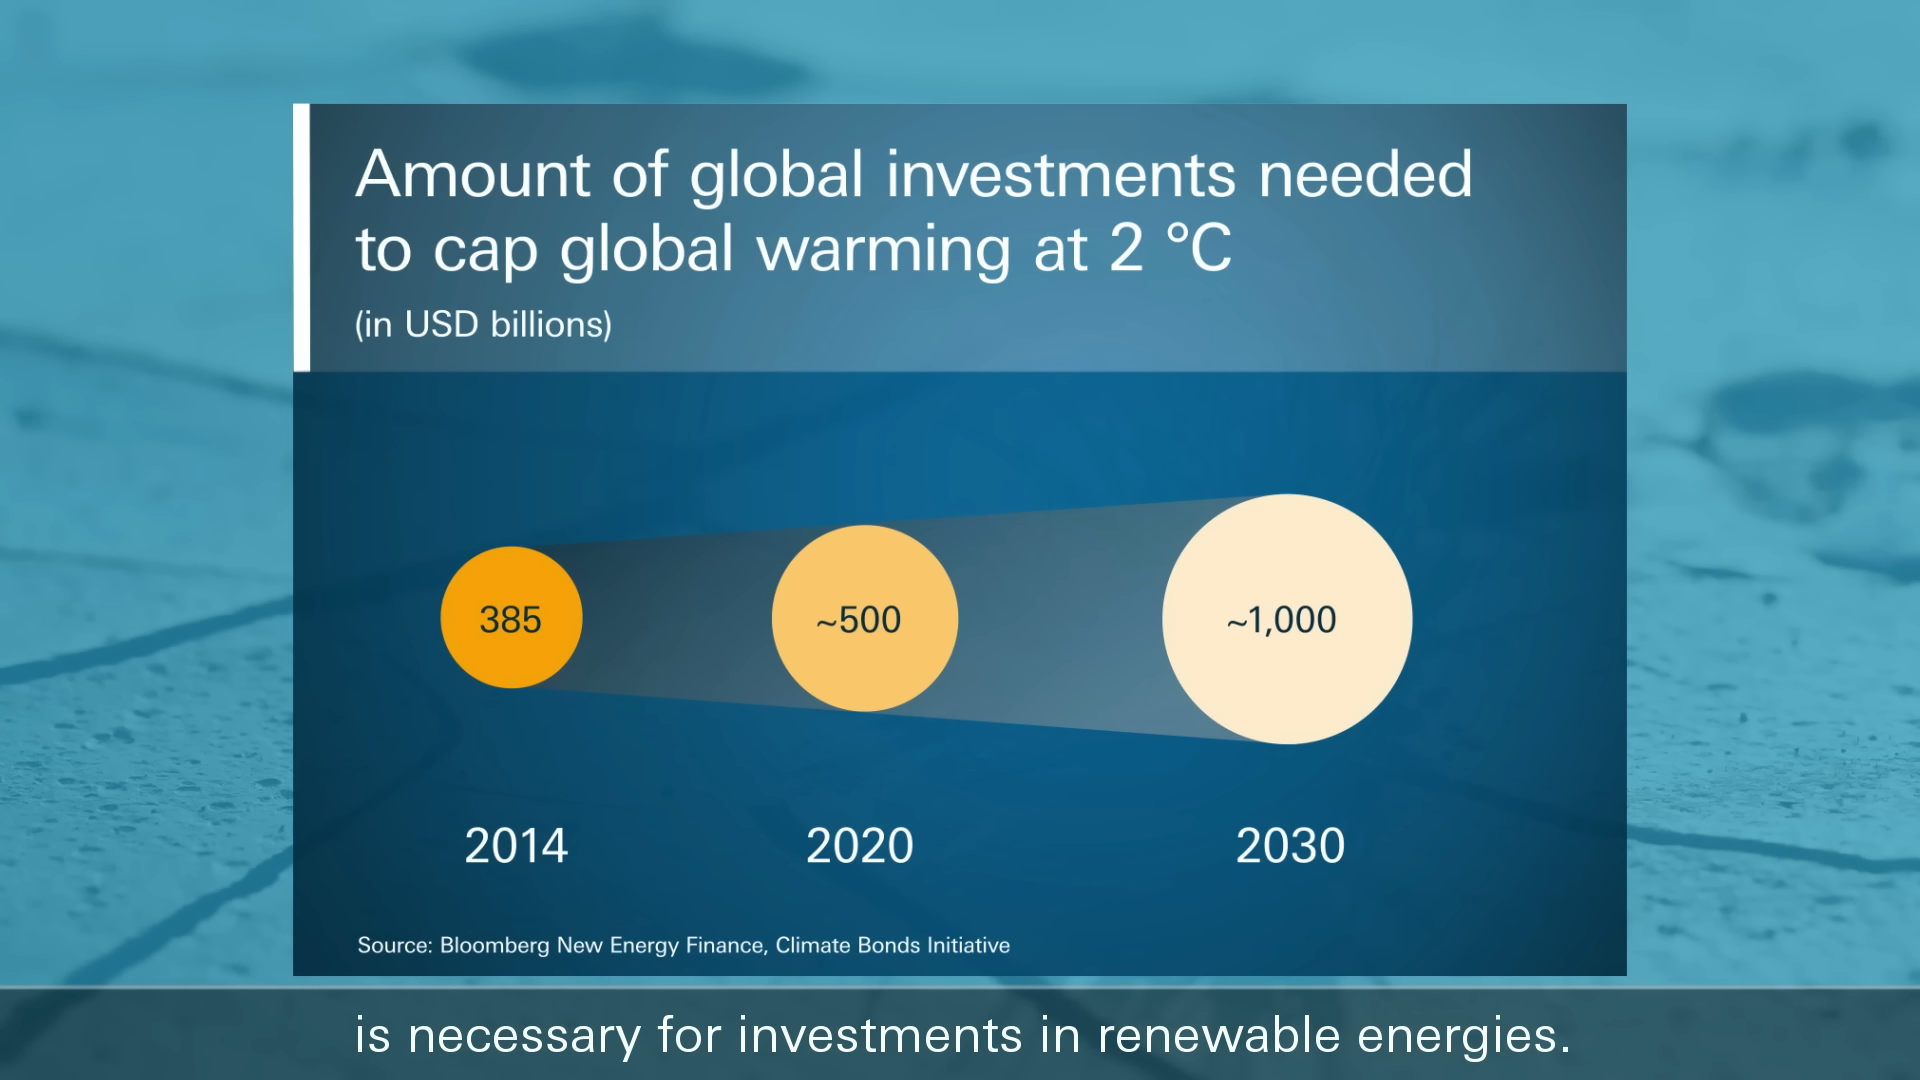 Amount of global investments needed
to cap global warming at 2 °C
(in USD billions)
385
~500
~1,000
2014
2020
2030
Source: Bloomberg New Energy Finance, Climate Bonds Initiative
is necessary for investments in renewable energies.